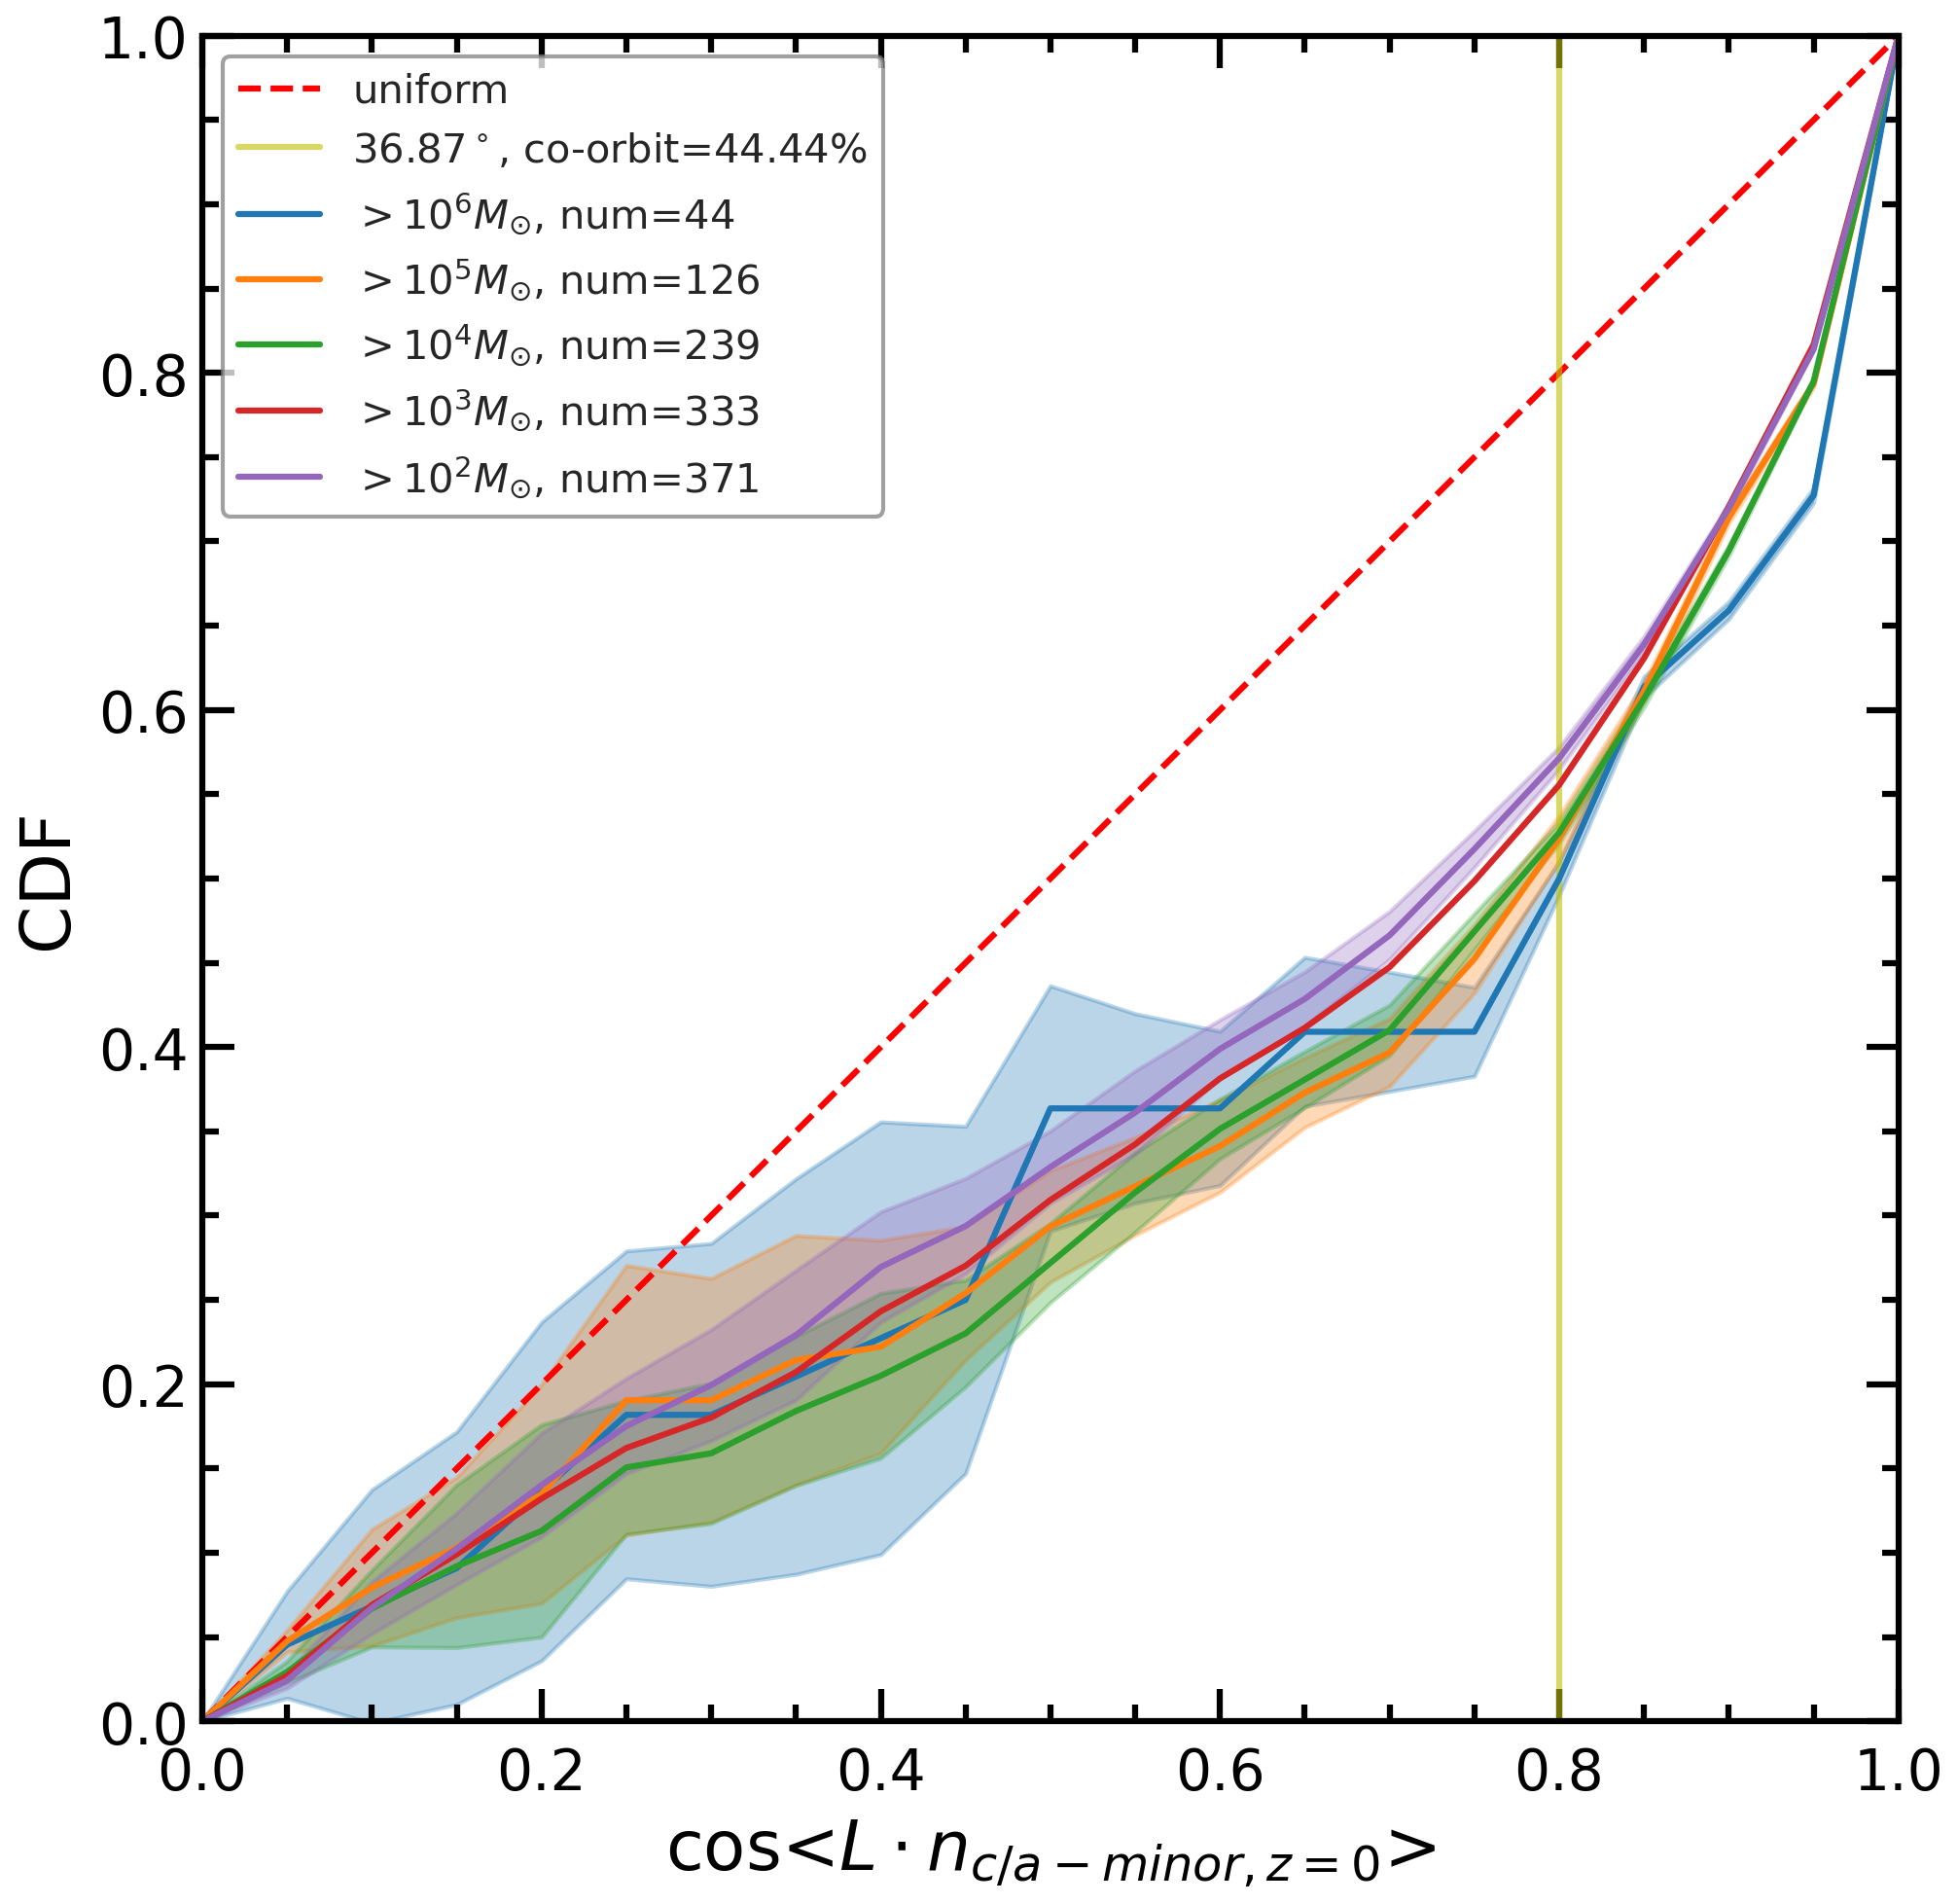 1.0
0.8
0.6
0.4
0.2
0.0
CDF
uniform
36.87°, co-orbit=44.44%
> 10⁶M⊙, num=44
> 10⁵M⊙, num=126
> 10⁴M⊙, num=239
> 10³M⊙, num=333
> 10²M⊙, num=371
0.0 0.2 0.4 0.6 0.8 1.0
cos<L · n_{c/a−minor,z=0}>